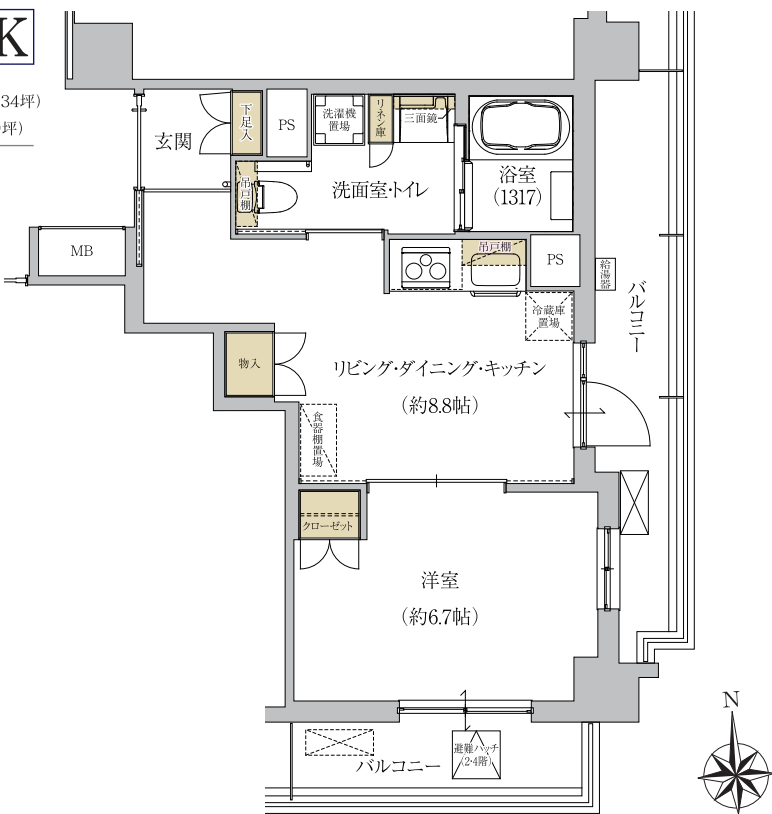 K
34坪)
坪)
玄関
下足入
PS
洗濯機
置場
リネン庫
三面鏡
吊戸棚
洗面室・トイレ
浴室
(1317)
MB
吊戸棚
PS
給湯器
バルコニー
冷蔵庫
置場
物入
リビング・ダイニング・キッチン
(約8.8帖)
食器棚置場
クローゼット
洋室
(約6.7帖)
N
避難ハッチ
(2・4階)
バルコニー